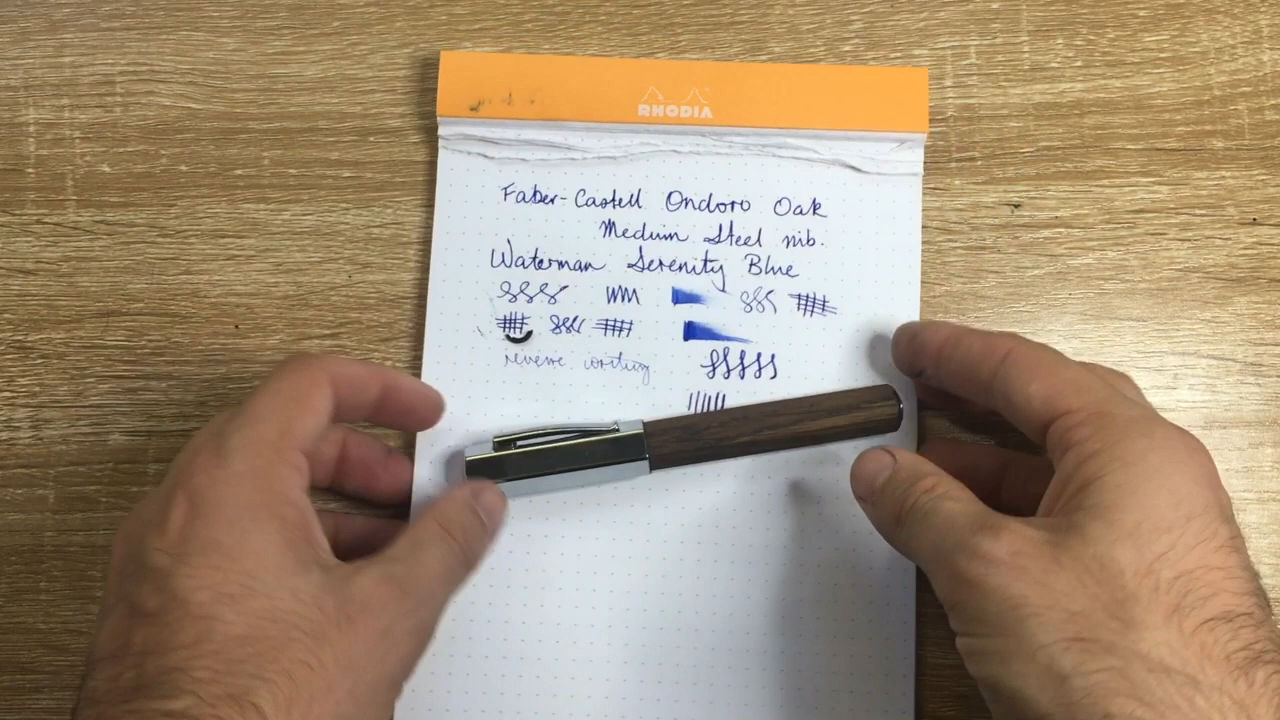 RHODIA
Faber-Castell Ondoro Oak
Medium Steel nib.
Waterman Serenity Blue
reverse writing